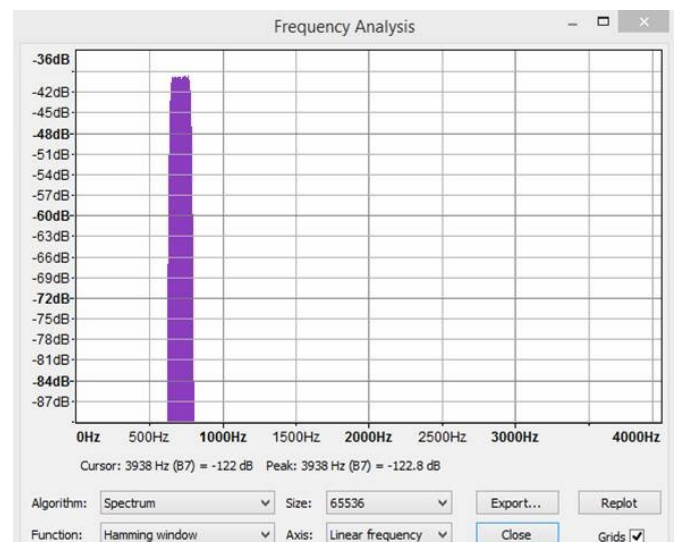 Frequency Analysis
-36dB
-42dB
-45dB
-48dB
-51dB
-54dB
-57dB
-60dB
-63dB
-66dB
-69dB
-72dB
-75dB
-78dB
-81dB
-84dB
-87dB
0Hz 500Hz 1000Hz 1500Hz 2000Hz 2500Hz 3000Hz 4000Hz
Cursor: 3938 Hz (B7) = -122 dB Peak: 3938 Hz (B7) = -122.8 dB
Algorithm: Spectrum Size: 65536 Export... Replot
Function: Hamming window Axis: Linear frequency Close Grids